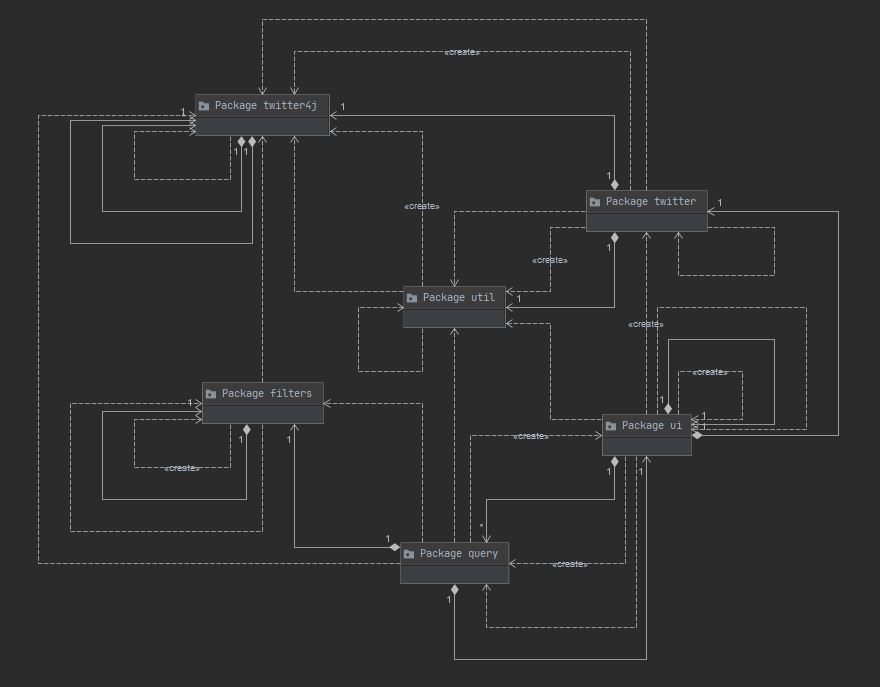 «create»
Package twitter4j
1
1
1
1
1
Package twitter
1
«create»
1
«create»
Package util
1
«create»
«create»
Package filters
1
1
1
1
1
Package ui
1
«create»
1
1
«create»
*
1
Package query
«create»
1